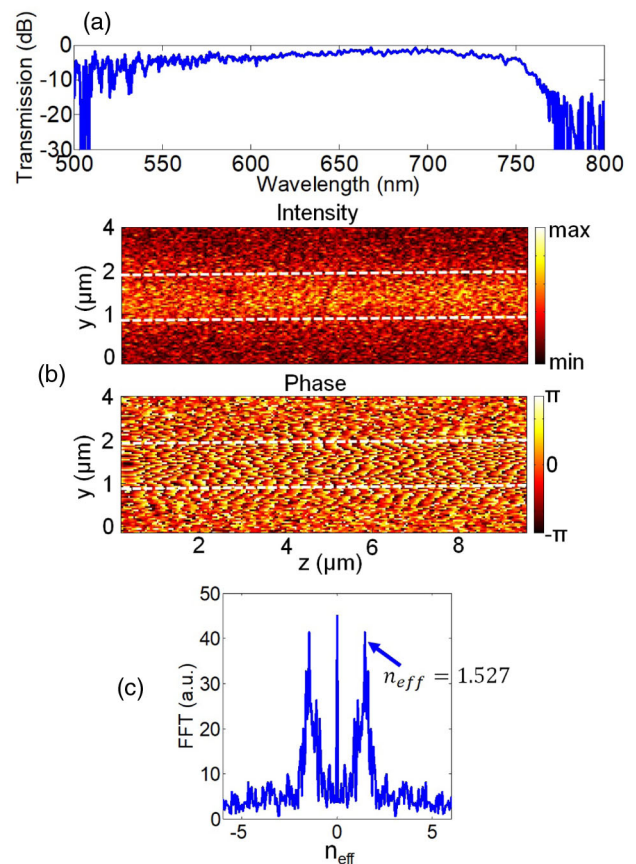 (a)
Transmission (dB)
0
-10
-20
-30
500 550 600 650 700 750 800
Wavelength (nm)
Intensity
y (μm)
4
2
1
0
max
min
(b)
Phase
y (μm)
4
2
1
0
π
0
-π
2 4 6 8
z (μm)
(c)
FFT (a.u.)
50
40
30
20
10
0
n_eff = 1.527
-5 0 5
n_eff